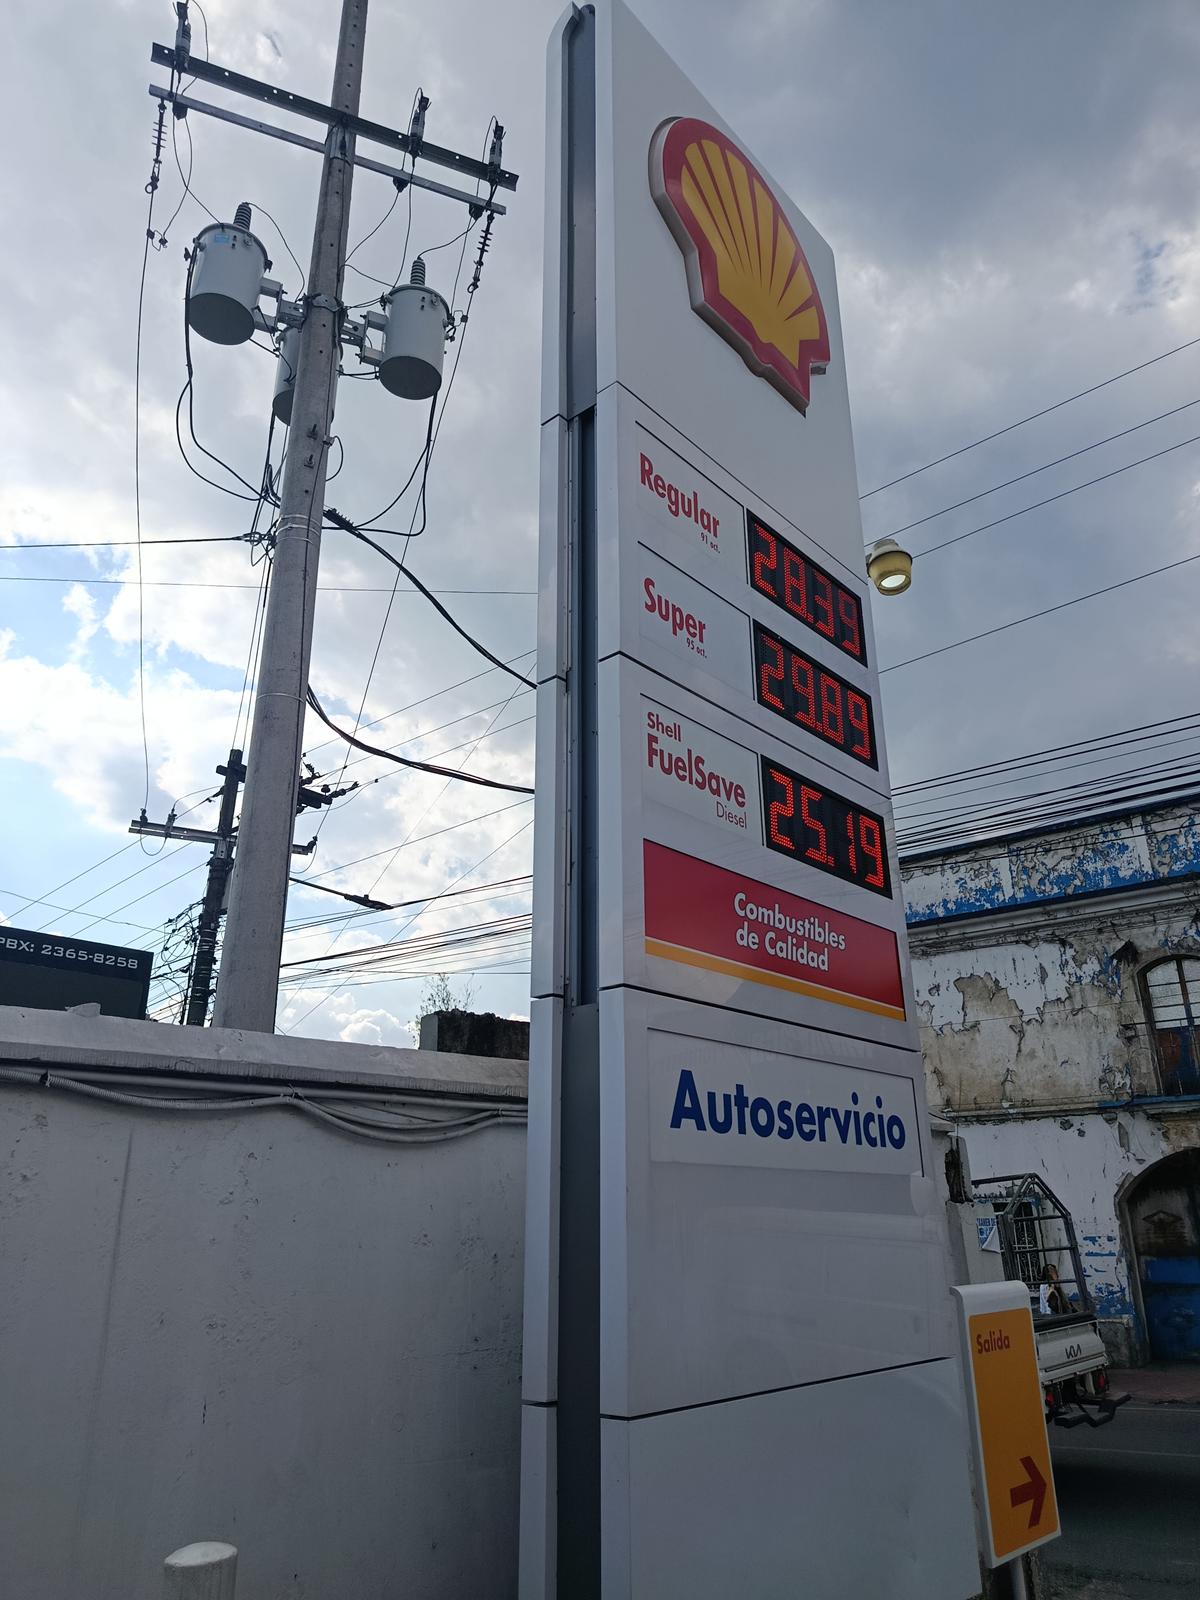 Regular
91 oct.
28.39
Super
95 oct.
29.89
Shell
FuelSave
Diesel
25.19
Combustibles
de Calidad
Autoservicio
PBX: 2365-8258
Salida
KIA